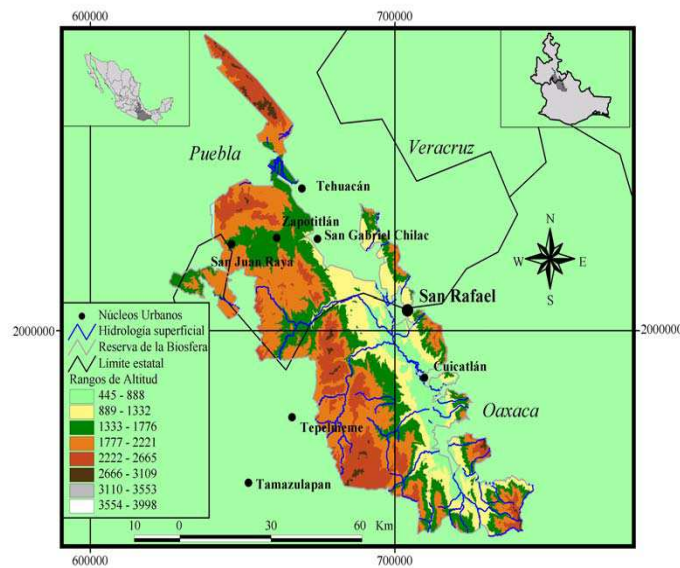 600000 700000
Puebla
Veracruz
Tehuacán
Zapotitlán
San Gabriel Chilac
San Juan Raya
N
W E
S
San Rafael
Núcleos Urbanos
Hidrología superficial
Reserva de la Biosfera
Límite estatal
Rangos de Altitud
445 - 888
889 - 1332
1333 - 1776
1777 - 2221
2222 - 2665
2666 - 3109
3110 - 3553
3554 - 3998
2000000 2000000
Cuicatlán
Oaxaca
Tepelmeme
Tamazulapan
10 0 30 60 Km
600000 700000